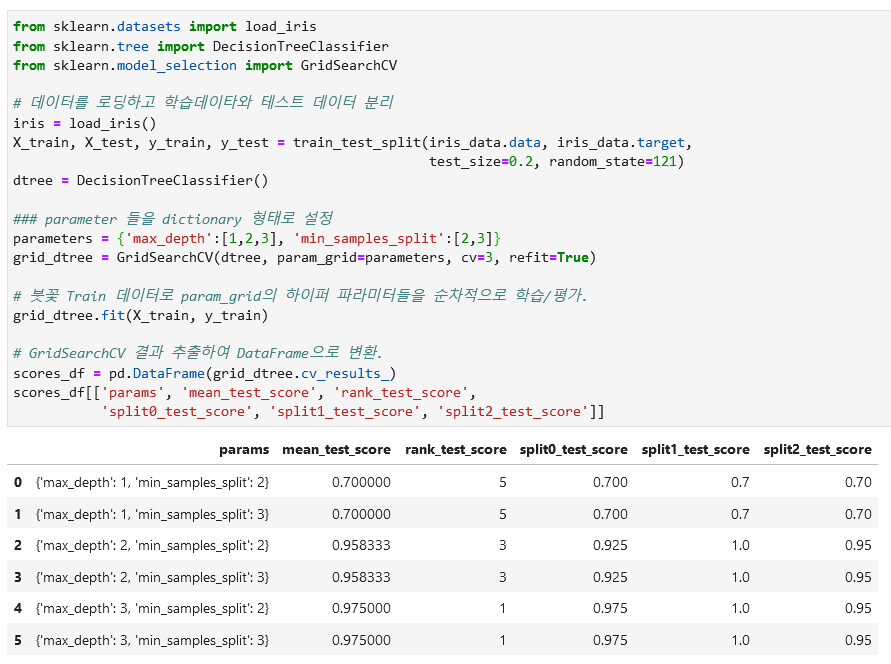 from sklearn.datasets import load_iris
from sklearn.tree import DecisionTreeClassifier
from sklearn.model_selection import GridSearchCV
# 데이터를 로딩하고 학습데이타와 테스트 데이터 분리
iris = load_iris()
X_train, X_test, y_train, y_test = train_test_split(iris_data.data, iris_data.target,
test_size=0.2, random_state=121)
dtree = DecisionTreeClassifier()
### parameter 들을 dictionary 형태로 설정
parameters = {'max_depth':[1,2,3], 'min_samples_split':[2,3]}
grid_dtree = GridSearchCV(dtree, param_grid=parameters, cv=3, refit=True)
# 붓꽃 Train 데이터로 param_grid의 하이퍼 파라미터들을 순차적으로 학습/평가.
grid_dtree.fit(X_train, y_train)
# GridSearchCV 결과 추출하여 DataFrame으로 변환.
scores_df = pd.DataFrame(grid_dtree.cv_results_)
scores_df[['params', 'mean_test_score', 'rank_test_score',
'split0_test_score', 'split1_test_score', 'split2_test_score']]
params mean_test_score rank_test_score split0_test_score split1_test_score split2_test_score
0 {'max_depth': 1, 'min_samples_split': 2} 0.700000 5 0.700 0.7 0.70
1 {'max_depth': 1, 'min_samples_split': 3} 0.700000 5 0.700 0.7 0.70
2 {'max_depth': 2, 'min_samples_split': 2} 0.958333 3 0.925 1.0 0.95
3 {'max_depth': 2, 'min_samples_split': 3} 0.958333 3 0.925 1.0 0.95
4 {'max_depth': 3, 'min_samples_split': 2} 0.975000 1 0.975 1.0 0.95
5 {'max_depth': 3, 'min_samples_split': 3} 0.975000 1 0.975 1.0 0.95